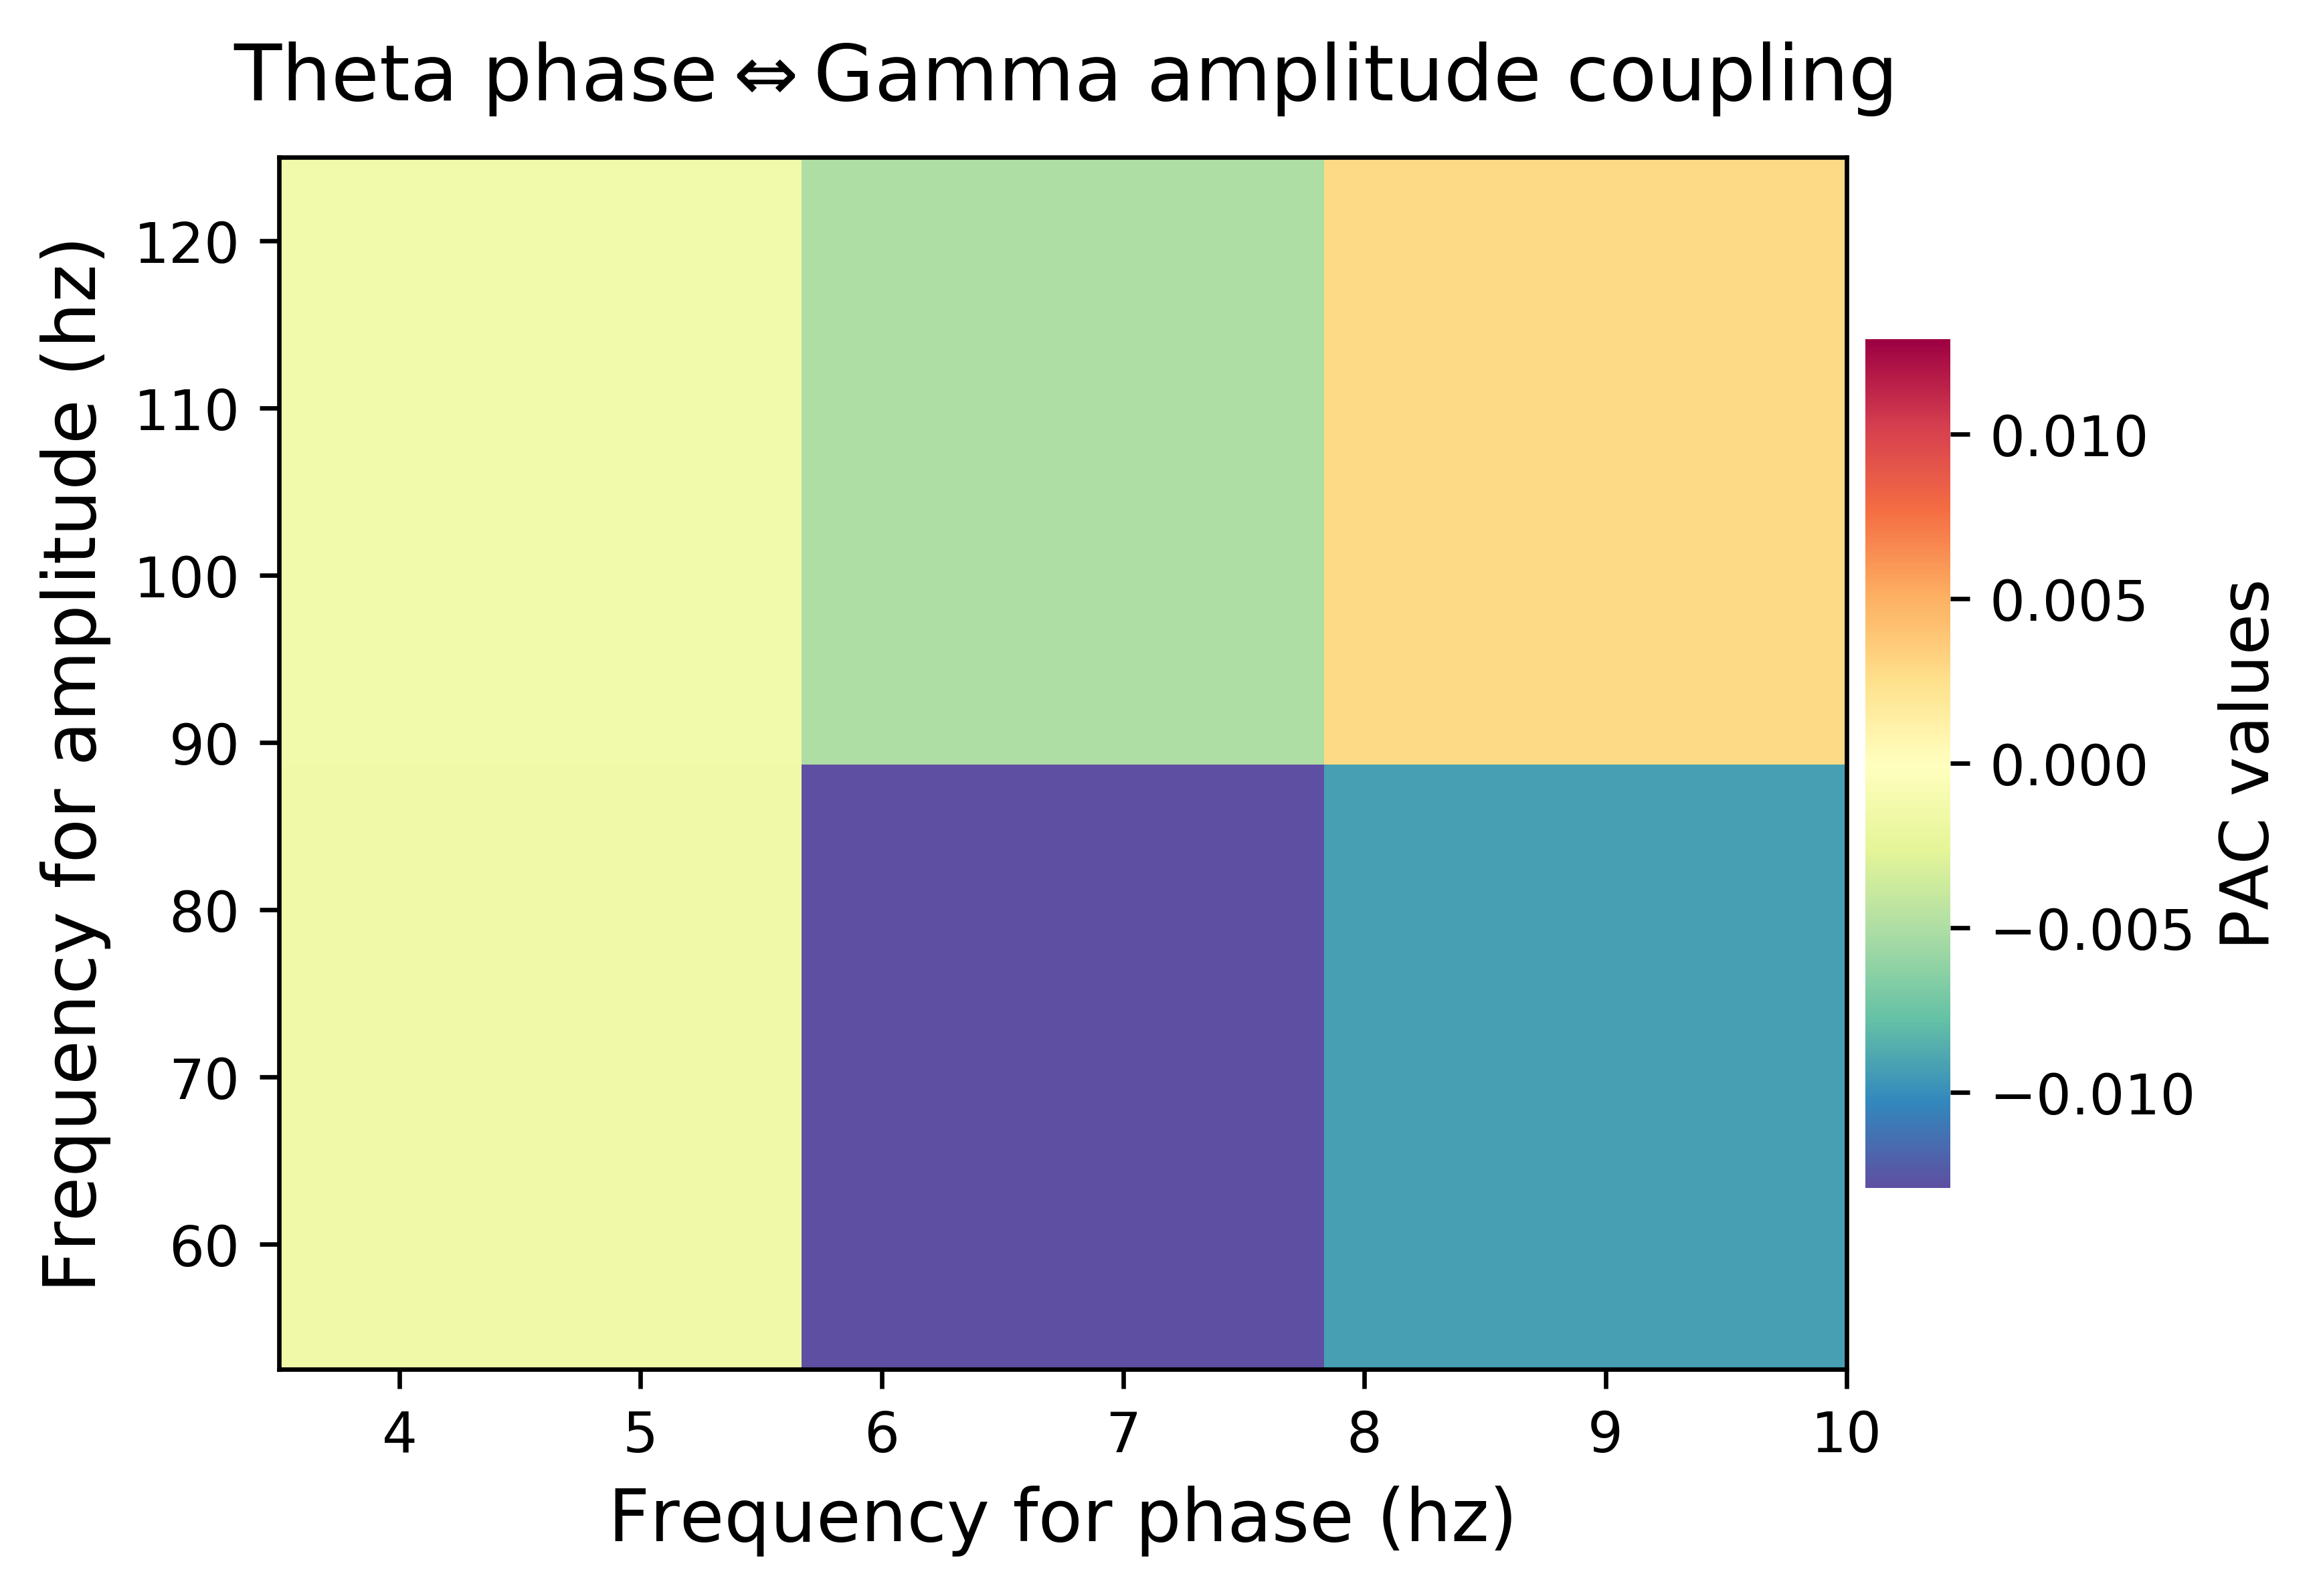 Theta phase⇔Gamma amplitude coupling
Frequency for amplitude (hz)
120
110
100
90
80
70
60
4 5 6 7 8 9 10
Frequency for phase (hz)
0.010
0.005
0.000
−0.005
−0.010
PAC values